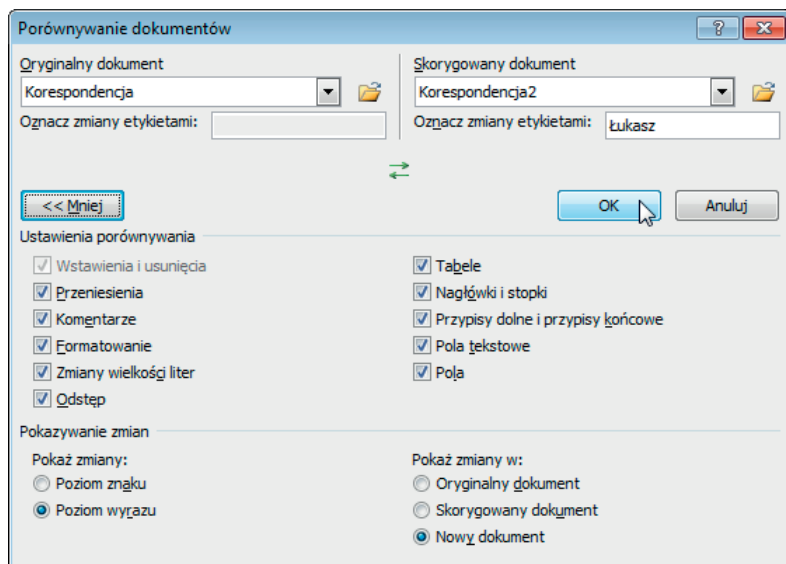 Porównywanie dokumentów
Oryginalny dokument
Skorygowany dokument
Korespondencja
Korespondencja2
Oznacz zmiany etykietami:
Oznacz zmiany etykietami: Łukasz
<< Mniej
OK
Anuluj
Ustawienia porównywania
Wstawienia i usunięcia
Tabele
Przeniesienia
Nagłówki i stopki
Komentarze
Przypisy dolne i przypisy końcowe
Formatowanie
Pola tekstowe
Zmiany wielkości liter
Pola
Odstęp
Pokazywanie zmian
Pokaż zmiany:
Pokaż zmiany w:
Poziom znaku
Oryginalny dokument
Poziom wyrazu
Skorygowany dokument
Nowy dokument